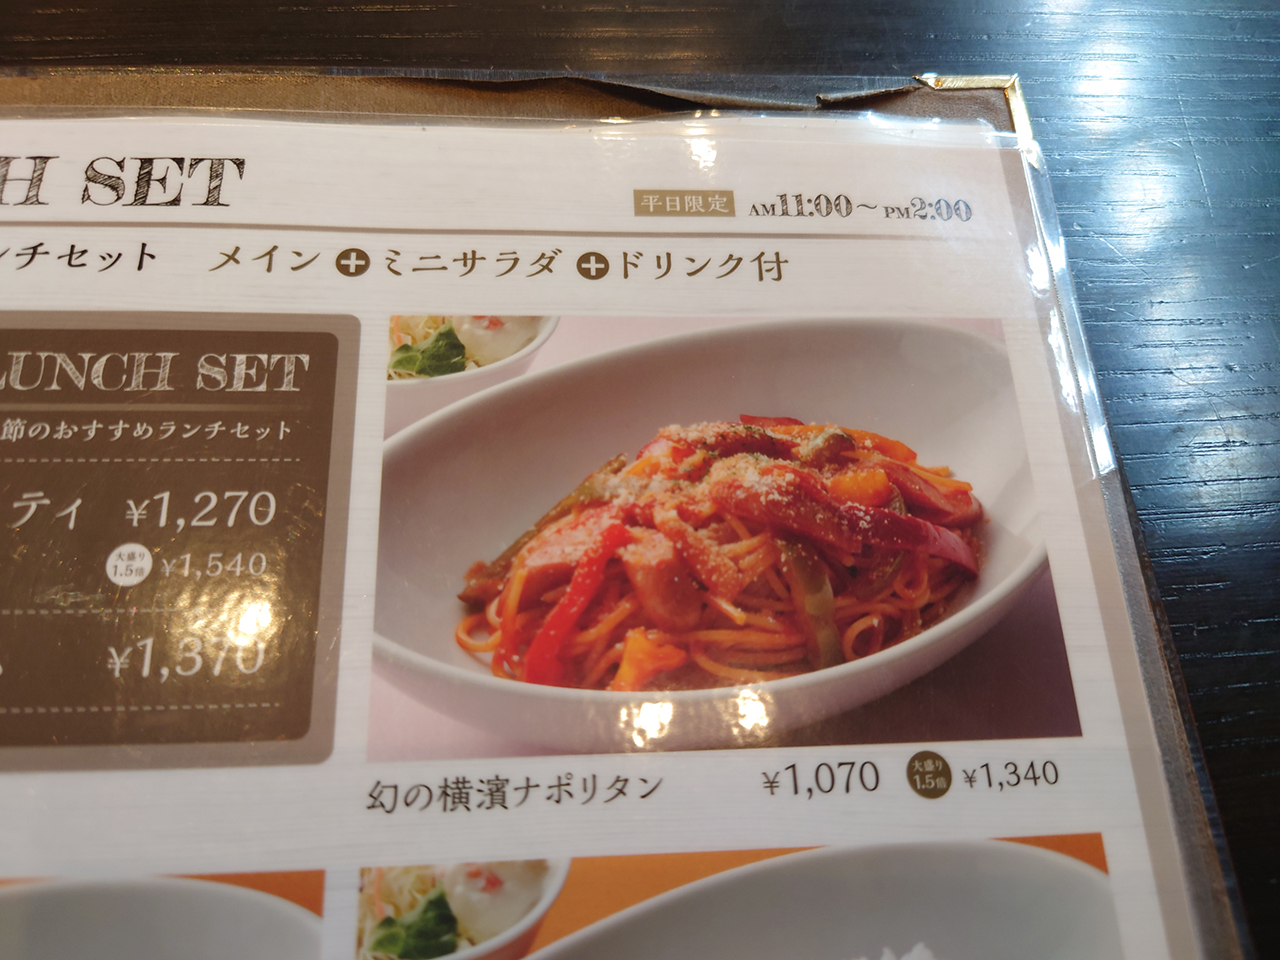 H SET
平日限定 AM11:00～PM2:00
ンチセット メイン＋ミニサラダ＋ドリンク付
LUNCH SET
節のおすすめランチセット
ティ ¥1,270
大盛り1.5倍 ¥1,540
¥1,370
幻の横濱ナポリタン ¥1,070 大盛り1.5倍 ¥1,340